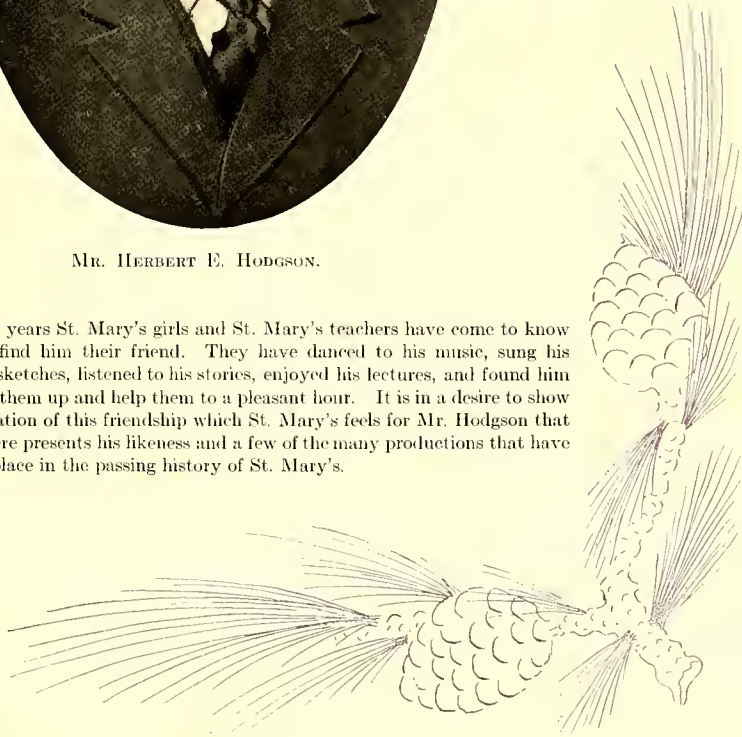 MR. HERBERT E. HODGSON.
years St. Mary's girls and St. Mary's teachers have come to know
find him their friend. They have danced to his music, sung his
sketches, listened to his stories, enjoyed his lectures, and found him
them up and help them to a pleasant hour. It is in a desire to show
ation of this friendship which St. Mary's feels for Mr. Hodgson that
re presents his likeness and a few of the many productions that have
lace in the passing history of St. Mary's.